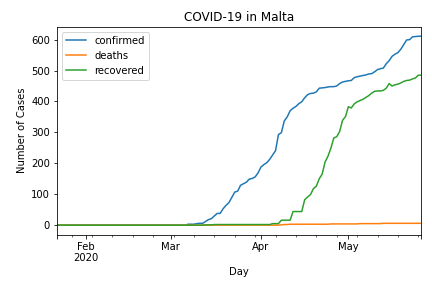 COVID-19 in Malta
600
500
400
300
200
100
0
Number of Cases
confirmed
deaths
recovered
Feb
2020
Mar
Apr
May
Day